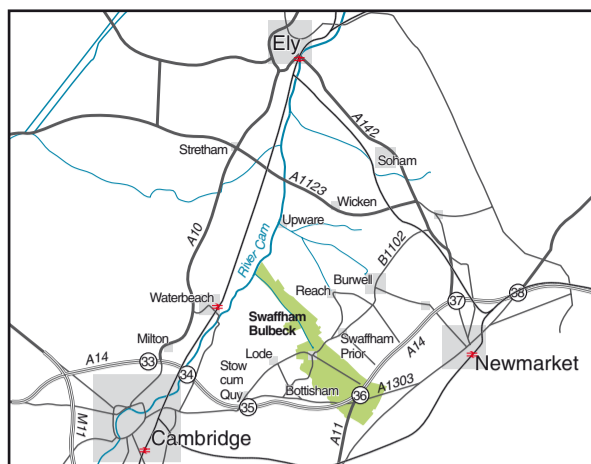 Ely
A142
Stretham
Soham
A1123
Wicken
A10
Upware
River Cam
B1102
Burwell
Reach
Waterbeach
38
37
Swaffham
Bulbeck
Milton
33
A14
34
Lode
Swaffham
Prior
A14
Newmarket
Stow
cum
Quy
Bottisham
A1303
36
35
M11
A11
Cambridge